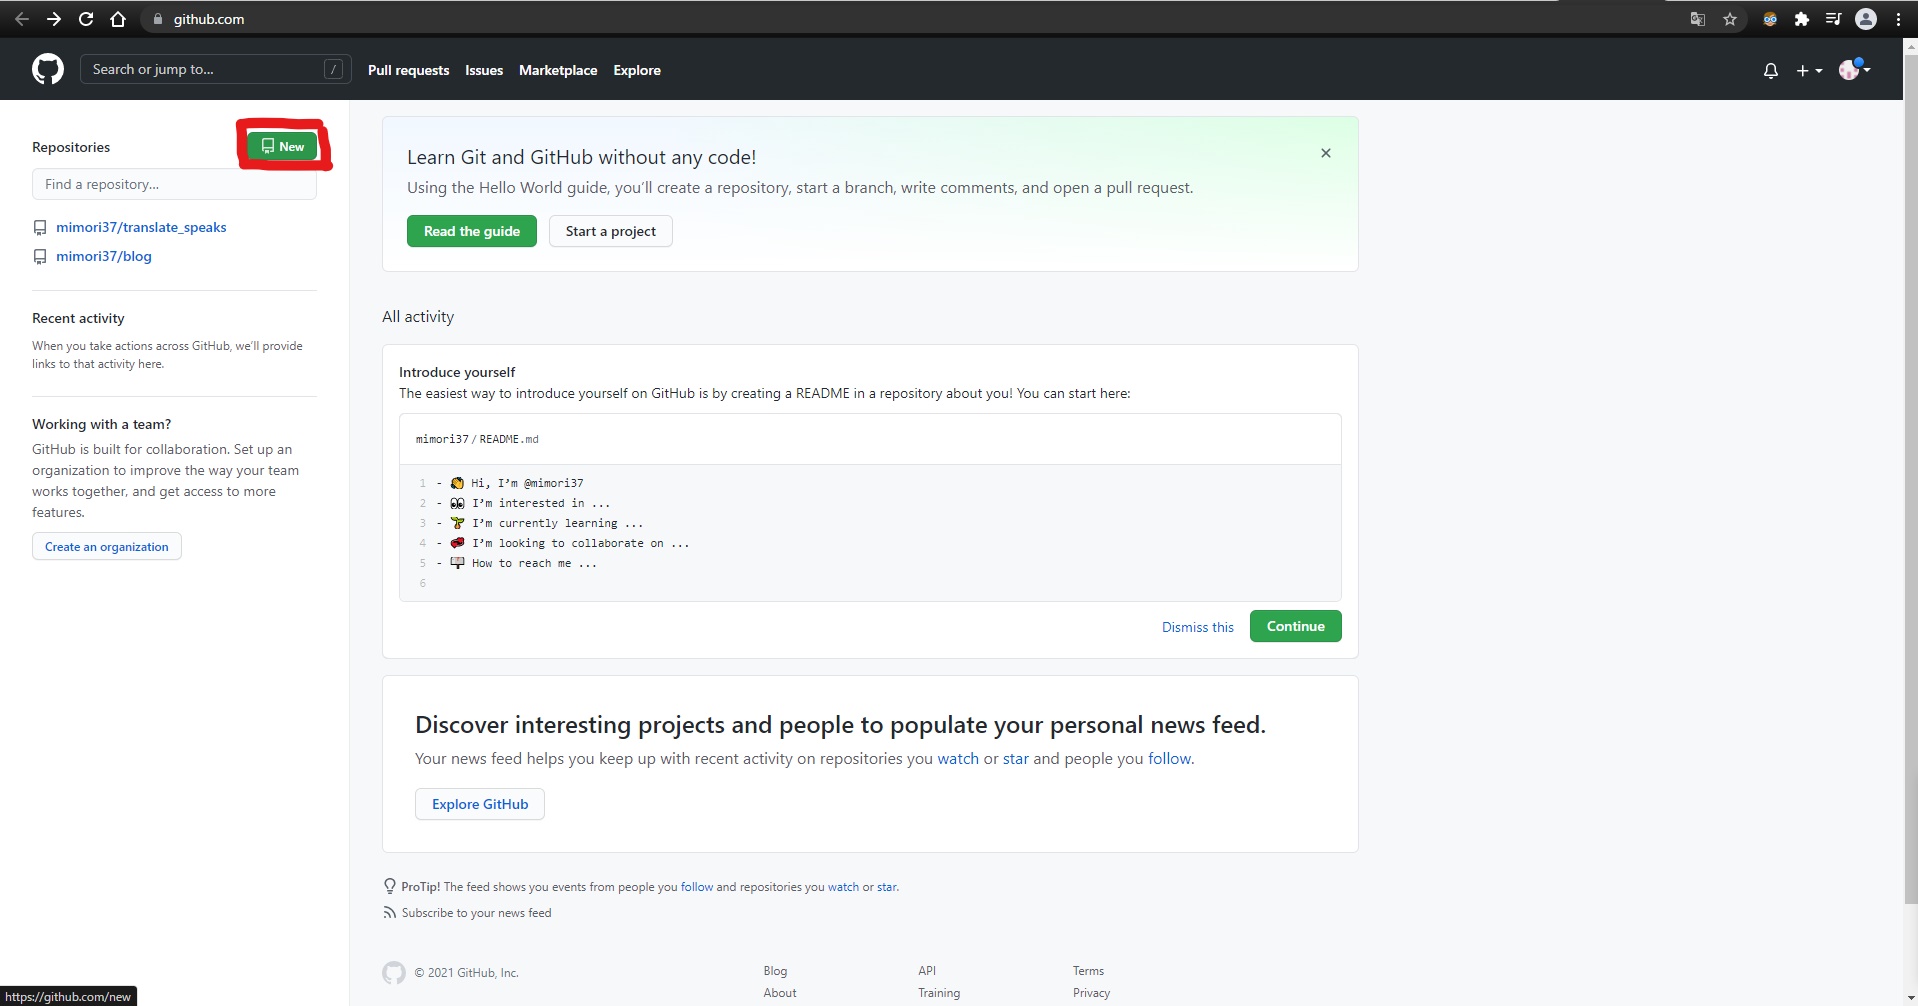 github.com
Search or jump to...
/
Pull requests
Issues
Marketplace
Explore
Repositories
New
Find a repository...
mimori37/translate_speaks
mimori37/blog
Recent activity
When you take actions across GitHub, we'll provide
links to that activity here.
Working with a team?
GitHub is built for collaboration. Set up an
organization to improve the way your team
works together, and get access to more
features.
Create an organization
Learn Git and GitHub without any code!
Using the Hello World guide, you'll create a repository, start a branch, write comments, and open a pull request.
Read the guide
Start a project
All activity
Introduce yourself
The easiest way to introduce yourself on GitHub is by creating a README in a repository about you! You can start here:
mimori37 / README.md
1 - 👋 Hi, I'm @mimori37
2 - 👀 I'm interested in ...
3 - 🌱 I'm currently learning ...
4 - 💞️ I'm looking to collaborate on ...
5 - 📫 How to reach me ...
6
Dismiss this
Continue
Discover interesting projects and people to populate your personal news feed.
Your news feed helps you keep up with recent activity on repositories you watch or star and people you follow.
Explore GitHub
ProTip! The feed shows you events from people you follow and repositories you watch or star.
Subscribe to your news feed
© 2021 GitHub, Inc.
Blog
About
API
Training
Terms
Privacy
https://github.com/new